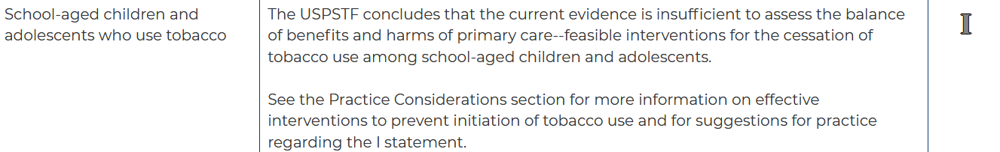 School-aged children and
adolescents who use tobacco
The USPSTF concludes that the current evidence is insufficient to assess the balance
of benefits and harms of primary care--feasible interventions for the cessation of
tobacco use among school-aged children and adolescents.
See the Practice Considerations section for more information on effective
interventions to prevent initiation of tobacco use and for suggestions for practice
regarding the I statement.
I